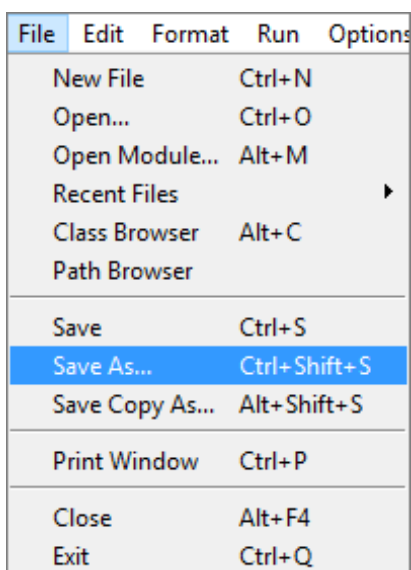 File Edit Format Run Options
New File Ctrl+N
Open... Ctrl+O
Open Module... Alt+M
Recent Files
Class Browser Alt+C
Path Browser
Save Ctrl+S
Save As... Ctrl+Shift+S
Save Copy As... Alt+Shift+S
Print Window Ctrl+P
Close Alt+F4
Exit Ctrl+Q